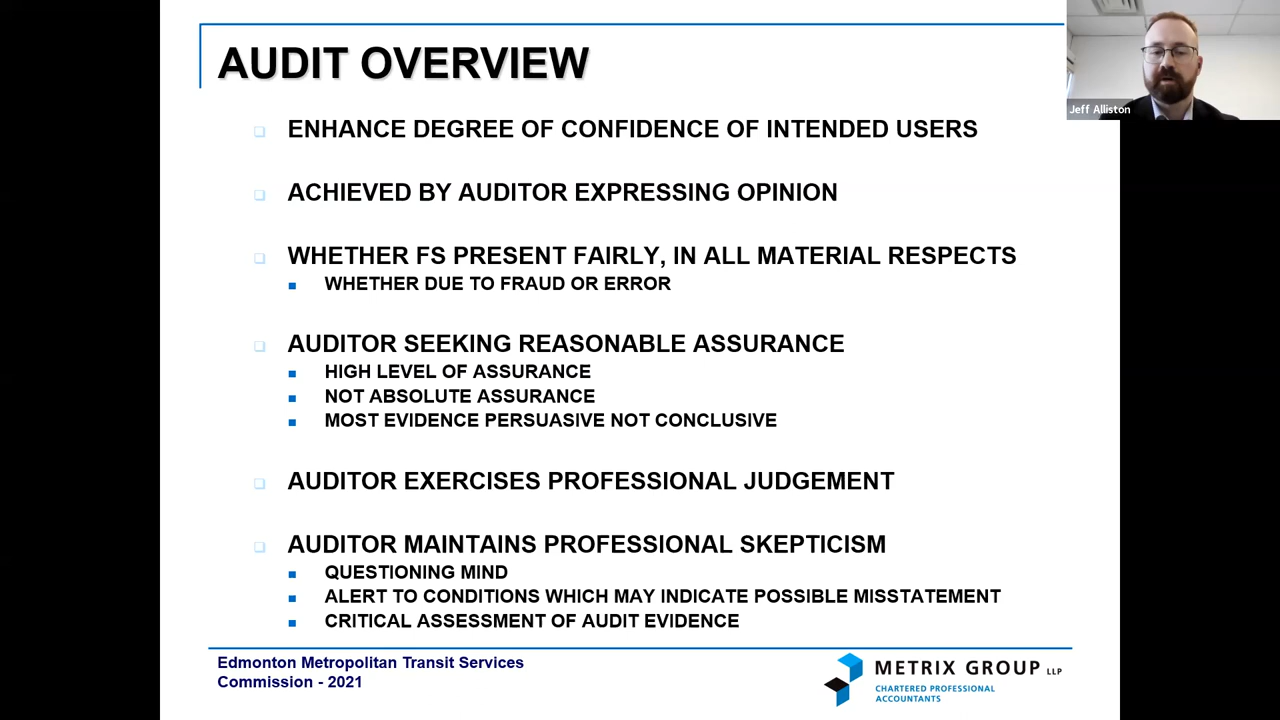 AUDIT OVERVIEW
Jeff Alliston
ENHANCE DEGREE OF CONFIDENCE OF INTENDED USERS
ACHIEVED BY AUDITOR EXPRESSING OPINION
WHETHER FS PRESENT FAIRLY, IN ALL MATERIAL RESPECTS
WHETHER DUE TO FRAUD OR ERROR
AUDITOR SEEKING REASONABLE ASSURANCE
HIGH LEVEL OF ASSURANCE
NOT ABSOLUTE ASSURANCE
MOST EVIDENCE PERSUASIVE NOT CONCLUSIVE
AUDITOR EXERCISES PROFESSIONAL JUDGEMENT
AUDITOR MAINTAINS PROFESSIONAL SKEPTICISM
QUESTIONING MIND
ALERT TO CONDITIONS WHICH MAY INDICATE POSSIBLE MISSTATEMENT
CRITICAL ASSESSMENT OF AUDIT EVIDENCE
Edmonton Metropolitan Transit Services
Commission - 2021
METRIX GROUP LLP
CHARTERED PROFESSIONAL
ACCOUNTANTS